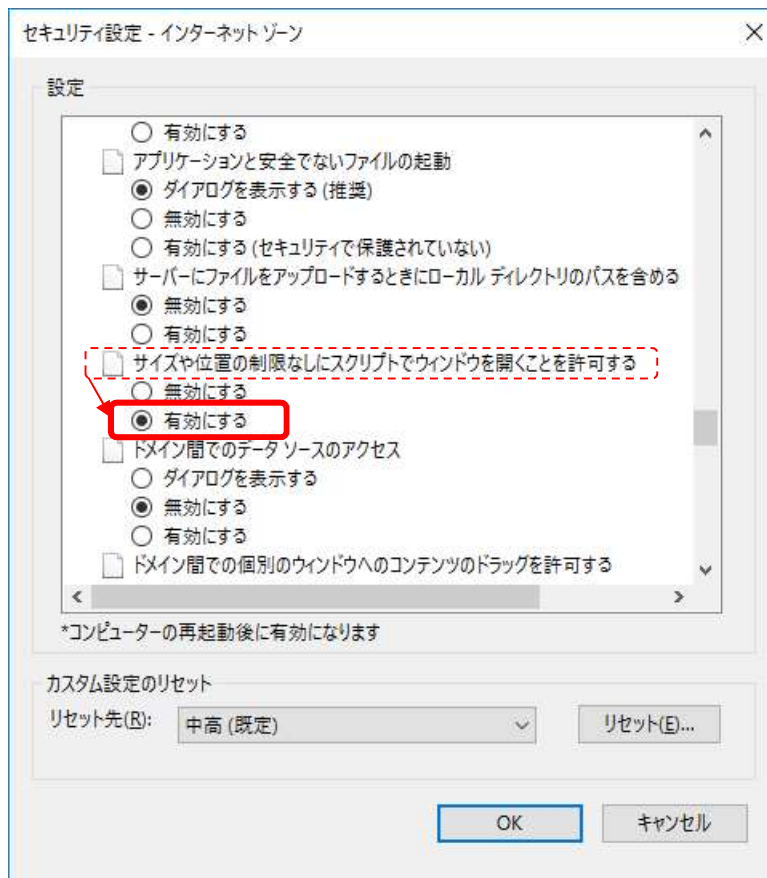 セキュリティ設定 - インターネット ゾーン
設定
有効にする
アプリケーションと安全でないファイルの起動
ダイアログを表示する (推奨)
無効にする
有効にする (セキュリティで保護されていない)
サーバーにファイルをアップロードするときにローカル ディレクトリのパスを含める
無効にする
有効にする
サイズや位置の制限なしにスクリプトでウィンドウを開くことを許可する
無効にする
有効にする
ドメイン間でのデータ ソースのアクセス
ダイアログを表示する
無効にする
有効にする
ドメイン間での個別のウィンドウへのコンテンツのドラッグを許可する
*コンピューターの再起動後に有効になります
カスタム設定のリセット
リセット先(R): 中高 (既定) リセット(E)...
OK キャンセル